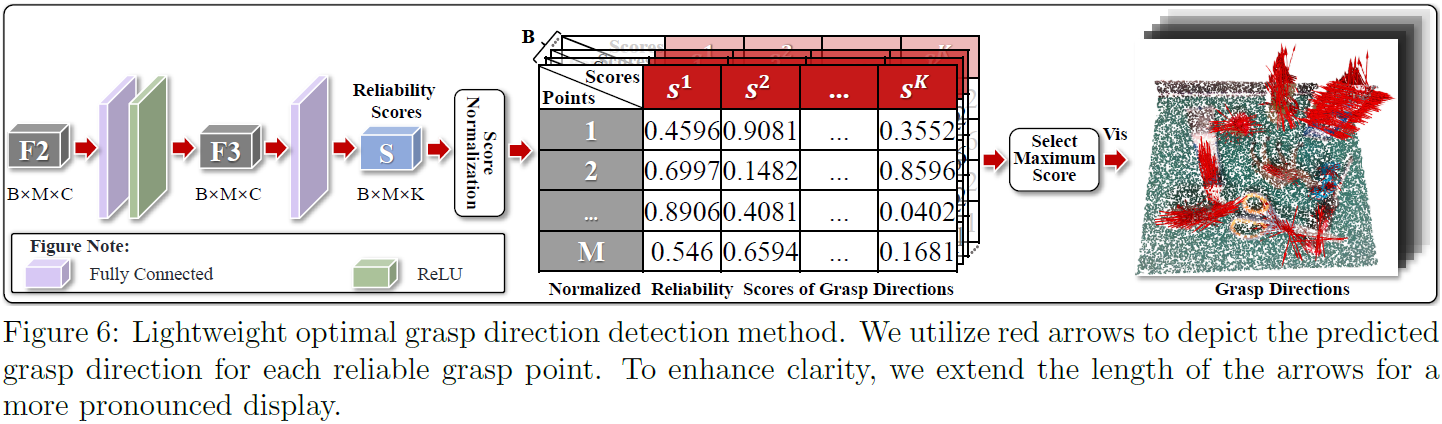 F2
B×M×C
F3
B×M×C
Reliability
Scores
S
B×M×K
Score
Normalization
B
Scores
Points
s¹ s² ... sᴷ
1 0.4596 0.9081 ... 0.3552
2 0.6997 0.1482 ... 0.8596
... 0.8906 0.4081 ... 0.0402
M 0.546 0.6594 ... 0.1681
Normalized Reliability Scores of Grasp Directions
Select
Maximum
Score
Vis
Grasp Directions
Figure Note:
Fully Connected ReLU
Figure 6: Lightweight optimal grasp direction detection method. We utilize red arrows to depict the predicted
grasp direction for each reliable grasp point. To enhance clarity, we extend the length of the arrows for a
more pronounced display.